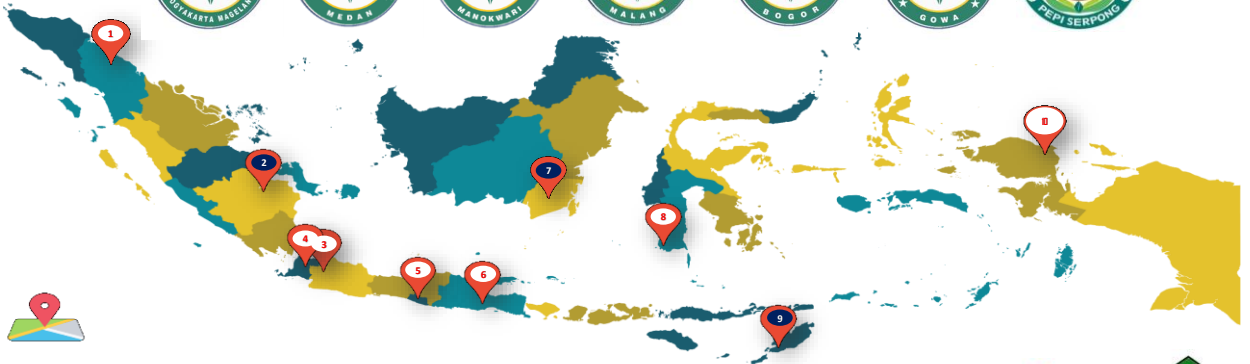 YOGYAKARTA MAGELANG
MEDAN
MANOKWARI
MALANG
BOGOR
GOWA
PEPI SERPONG
1
2
7
8
4
3
5
6
9